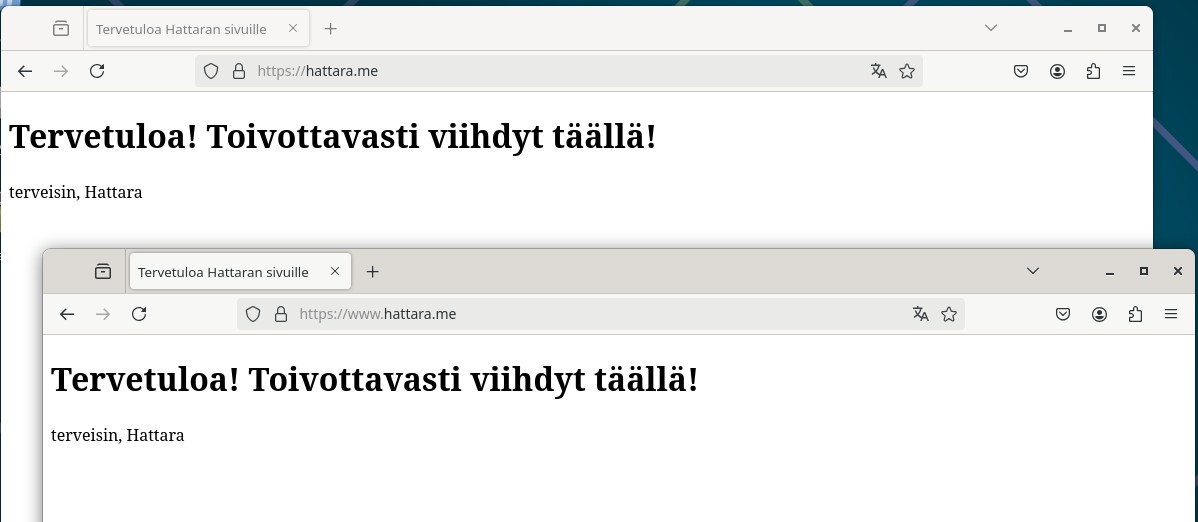 Tervetuloa Hattaran sivuille
https://hattara.me
Tervetuloa! Toivottavasti viihdyt täällä!
terveisin, Hattara
Tervetuloa Hattaran sivuille
https://www.hattara.me
Tervetuloa! Toivottavasti viihdyt täällä!
terveisin, Hattara